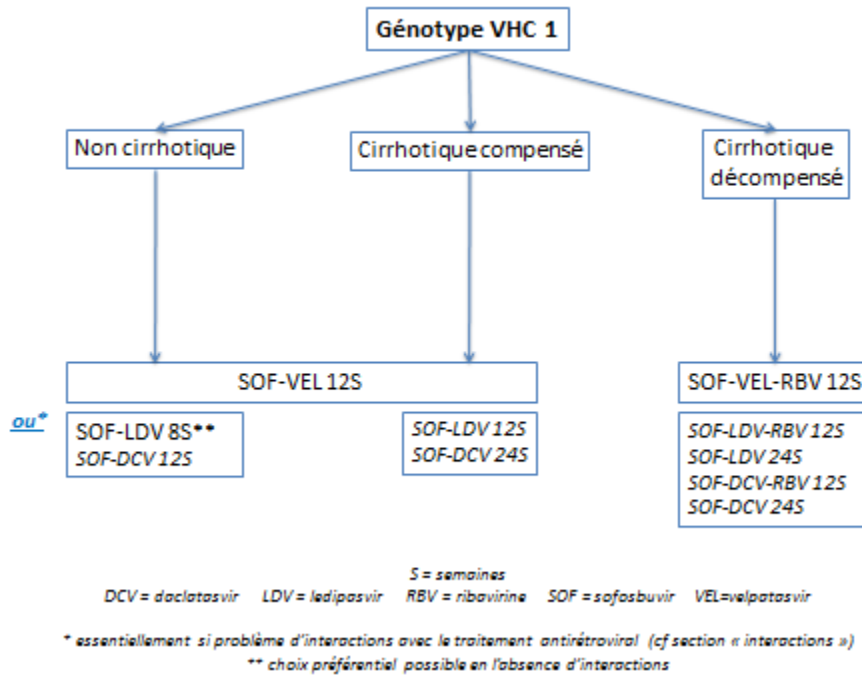 Génotype VHC 1
Non cirrhotique
Cirrhotique compensé
Cirrhotique
décompensé
SOF-VEL 12S
SOF-VEL-RBV 12S
ou*
SOF-LDV 8S**
SOF-DCV 12S
SOF-LDV 12S
SOF-DCV 24S
SOF-LDV-RBV 12S
SOF-LDV 24S
SOF-DCV-RBV 12S
SOF-DCV 24S
S = semaines
DCV = daclatasvir LDV = ledipasvir RBV = ribavirine SOF = sofosbuvir VEL=velpatasvir
* essentiellement si problème d'interactions avec le traitement antirétroviral (cf section « interactions »)
** choix préférentiel possible en l'absence d'interactions